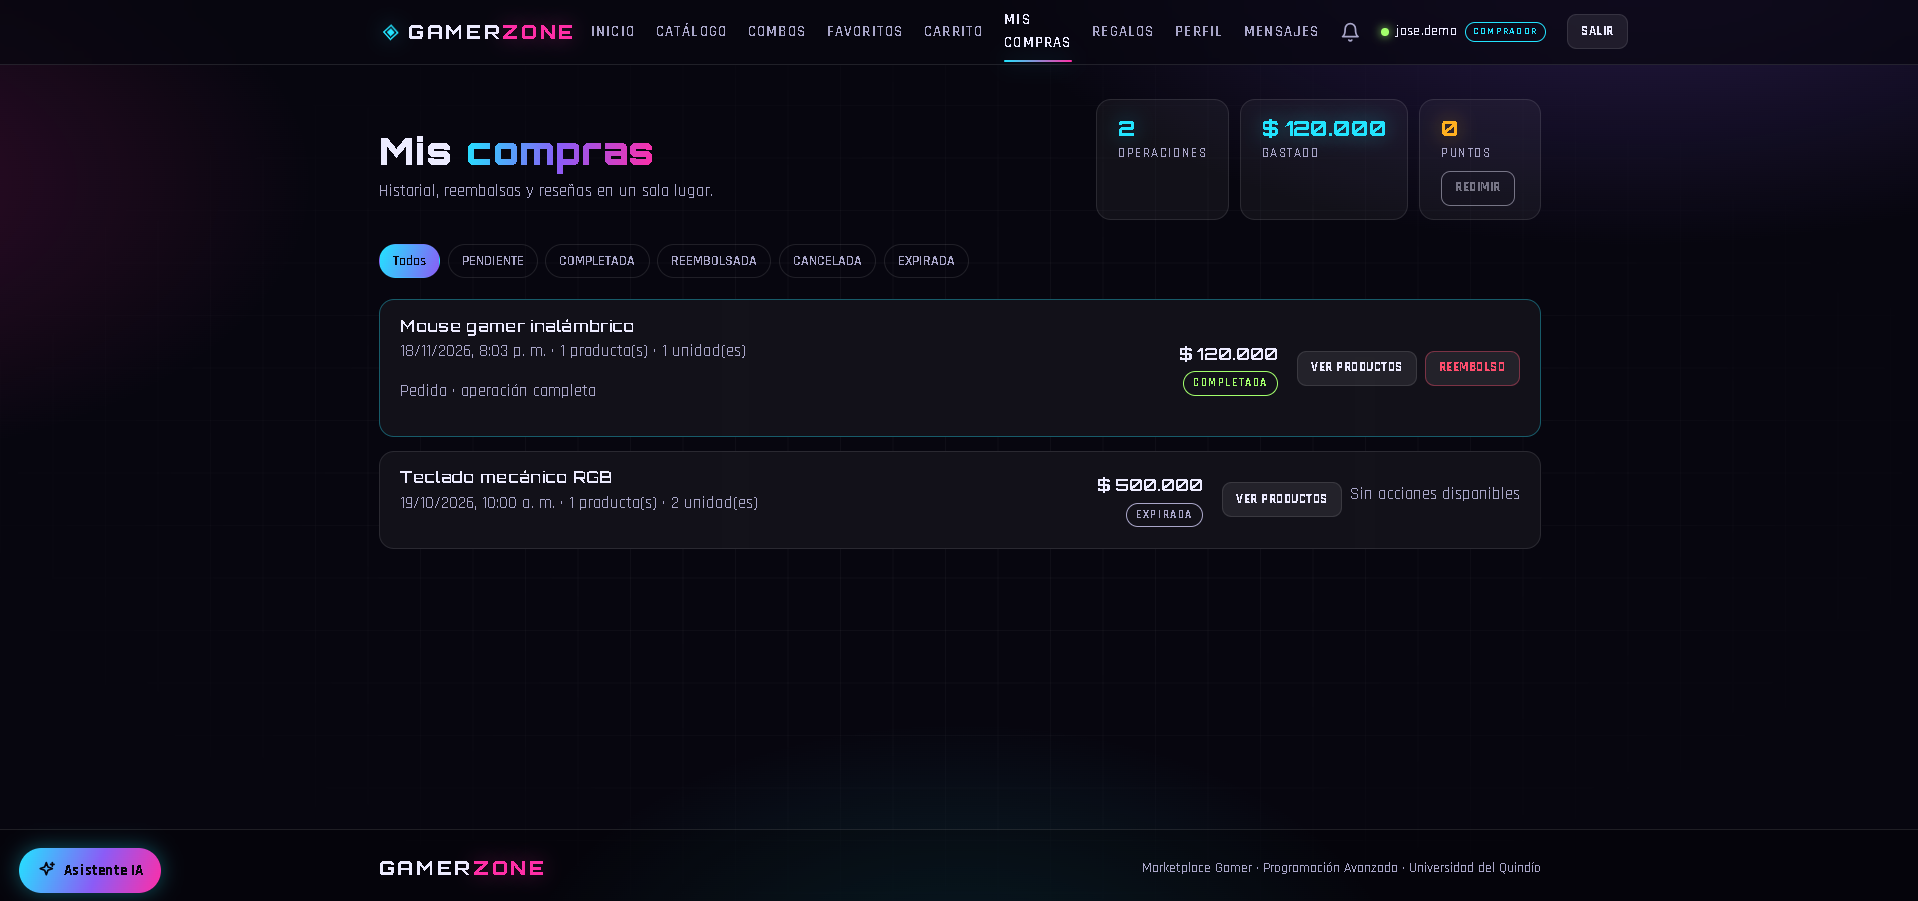 GAMERZONE
INICIO
CATÁLOGO
COMBOS
FAVORITOS
CARRITO
MIS
COMPRAS
REGALOS
PERFIL
MENSAJES
jose.demo
COMPRADOR
SALIR
Mis compras
Historial, reembolsos y reseñas en un solo lugar.
2
OPERACIONES
$ 120.000
GASTADO
0
PUNTOS
REDIMIR
Todas
PENDIENTE
COMPLETADA
REEMBOLSADA
CANCELADA
EXPIRADA
Mouse gamer inalámbrico
18/11/2026, 8:03 p. m. · 1 producto(s) · 1 unidad(es)
Pedido · operación completa
$ 120.000
COMPLETADA
VER PRODUCTOS
REEMBOLSO
Teclado mecánico RGB
19/10/2026, 10:00 a. m. · 1 producto(s) · 2 unidad(es)
$ 500.000
EXPIRADA
VER PRODUCTOS
Sin acciones disponibles
Asistente IA
GAMERZONE
Marketplace Gamer · Programación Avanzada · Universidad del Quindío